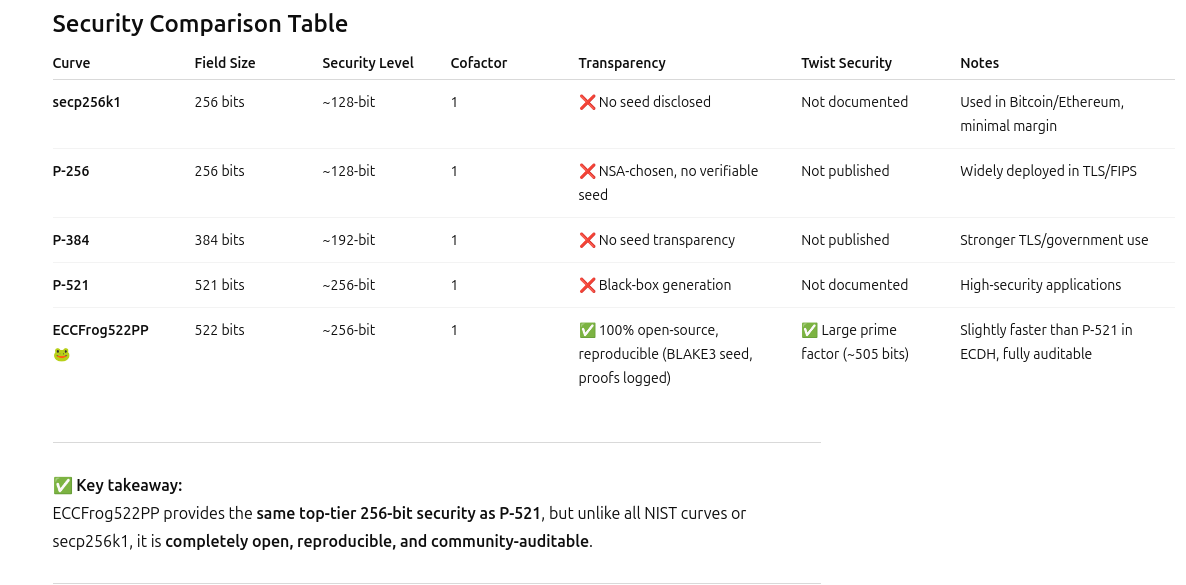 Security Comparison Table
Curve Field Size Security Level Cofactor Transparency Twist Security Notes
secp256k1 256 bits ~128-bit 1 ❌ No seed disclosed Not documented Used in Bitcoin/Ethereum,
minimal margin
P-256 256 bits ~128-bit 1 ❌ NSA-chosen, no verifiable Not published Widely deployed in TLS/FIPS
seed
P-384 384 bits ~192-bit 1 ❌ No seed transparency Not published Stronger TLS/government use
P-521 521 bits ~256-bit 1 ❌ Black-box generation Not documented High-security applications
ECCFrog522PP 522 bits ~256-bit 1 ✅ 100% open-source, ✅ Large prime Slightly faster than P-521 in
🐸 reproducible (BLAKE3 seed, factor (~505 bits) ECDH, fully auditable
proofs logged)
✅ Key takeaway:
ECCFrog522PP provides the same top-tier 256-bit security as P-521, but unlike all NIST curves or
secp256k1, it is completely open, reproducible, and community-auditable.